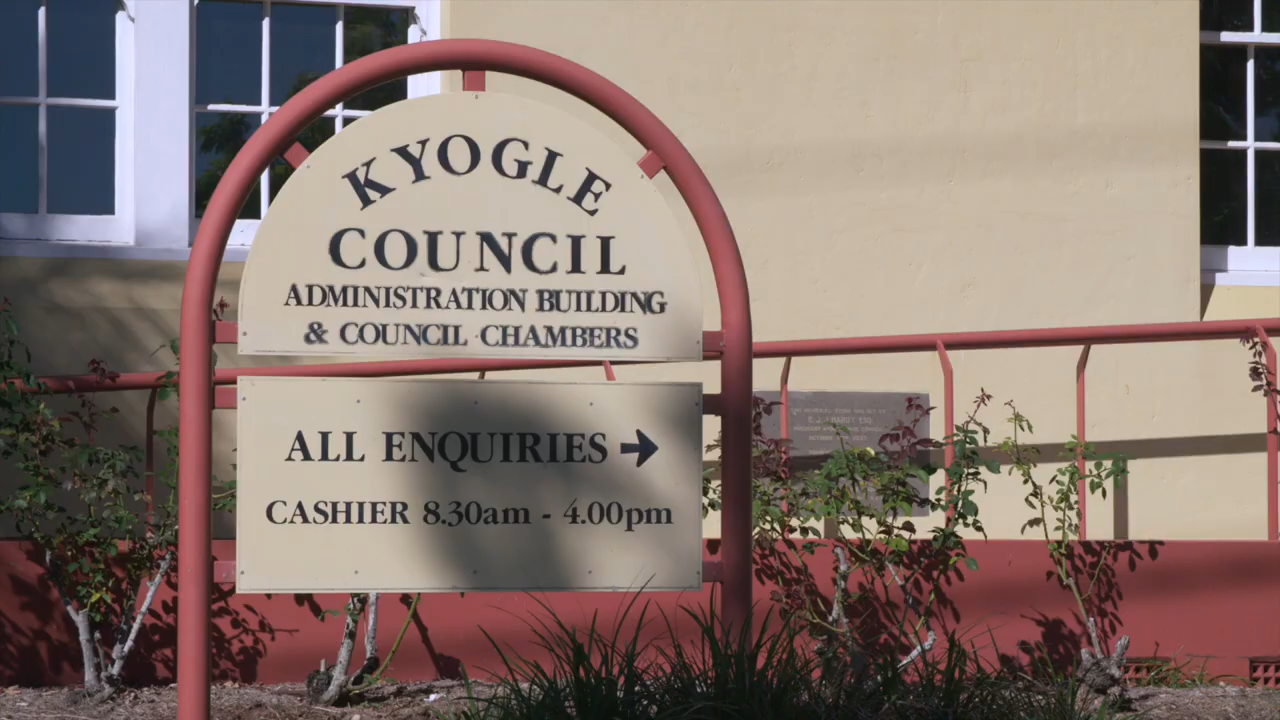 KYOGLE
COUNCIL
ADMINISTRATION BUILDING
& COUNCIL CHAMBERS
ALL ENQUIRIES →
CASHIER 8.30am - 4.00pm